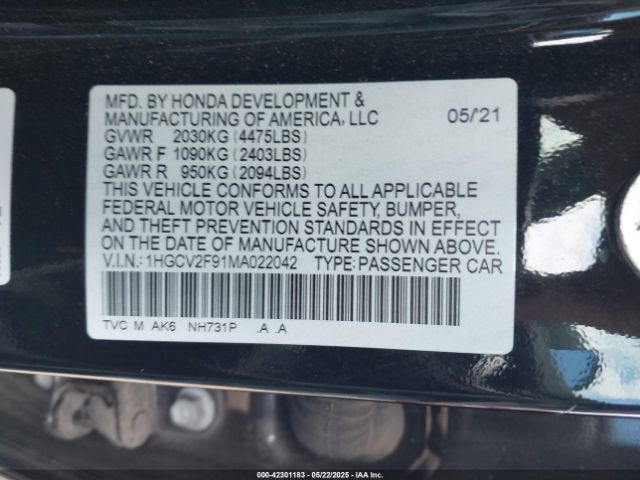 MFD. BY HONDA DEVELOPMENT &
MANUFACTURING OF AMERICA, LLC 05/21
GVWR 2030KG (4475LBS)
GAWR F 1090KG (2403LBS)
GAWR R 950KG (2094LBS)
THIS VEHICLE CONFORMS TO ALL APPLICABLE
FEDERAL MOTOR VEHICLE SAFETY, BUMPER,
AND THEFT PREVENTION STANDARDS IN EFFECT
ON THE DATE OF MANUFACTURE SHOWN ABOVE.
V.I.N.: 1HGCV2F91MA022042 TYPE: PASSENGER CAR
TVC M AK6 NH731P .A .A
000-42301183 - 05/22/2025 - IAA Inc.